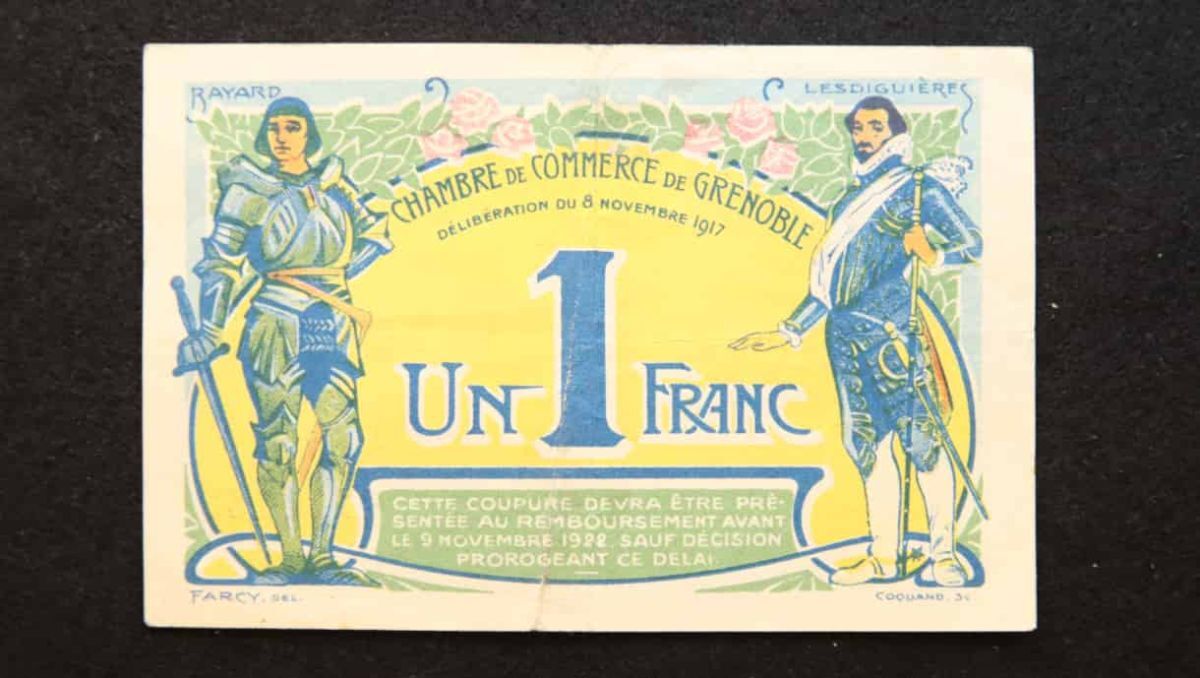 BAYARD
LESDIGUIÈRES
CHAMBRE DE COMMERCE DE GRENOBLE
DÉLIBÉRATION DU 8 NOVEMBRE 1917
1
UN FRANC
CETTE COUPURE DEVRA ÊTRE PRÉ-
SENTÉE AU REMBOURSEMENT AVANT
LE 9 NOVEMBRE 1922, SAUF DÉCISION
PROROGEANT CE DELAI.
FARCY. DEL.
COQUAND. SC